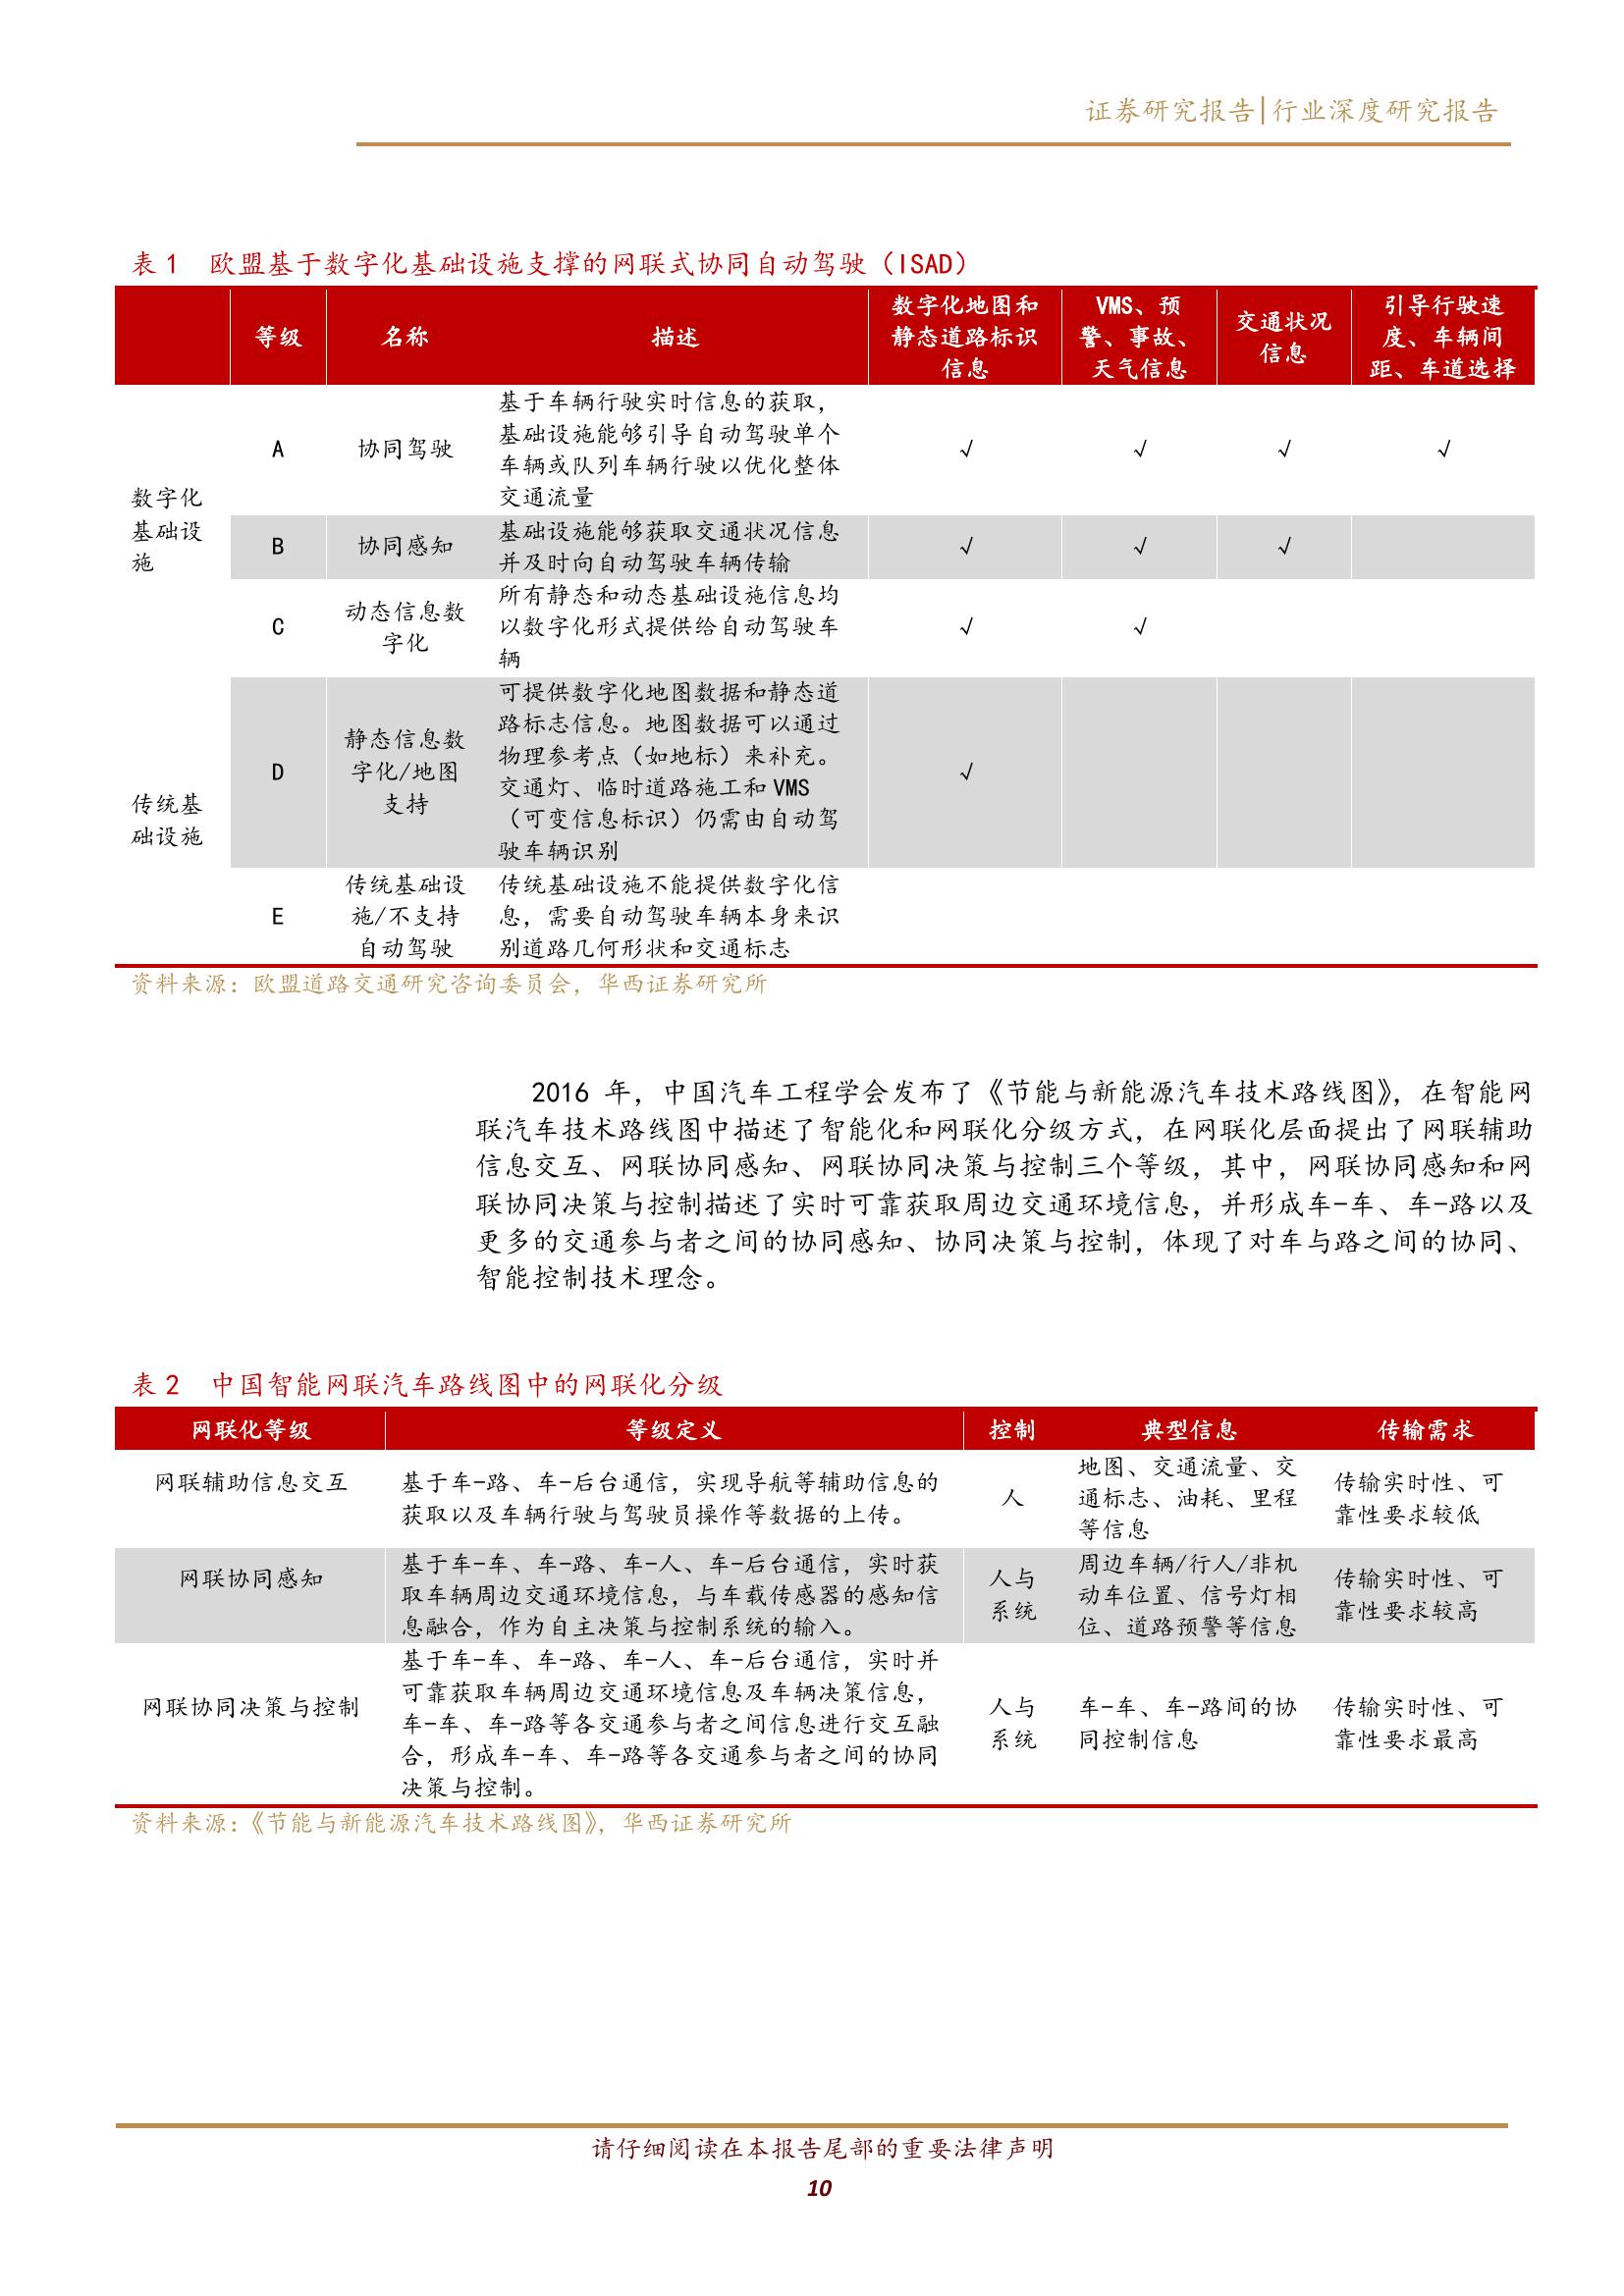 证券研究报告|行业深度研究报告
表 1 欧盟基于数字化基础设施支撑的网联式协同自动驾驶（ISAD）
等级
名称
描述
数字化地图和
静态道路标识
信息
VMS、预
警、事故、
天气信息
交通状况
信息
引导行驶速
度、车辆间
距、车道选择
数字化
基础设
施
A
协同驾驶
基于车辆行驶实时信息的获取，
基础设施能够引导自动驾驶单个
车辆或队列车辆行驶以优化整体
交通流量
√ √ √ √
B
协同感知
基础设施能够获取交通状况信息
并及时向自动驾驶车辆传输
√ √ √
C
动态信息数
字化
所有静态和动态基础设施信息均
以数字化形式提供给自动驾驶车
辆
√ √
传统基
础设施
D
静态信息数
字化/地图
支持
可提供数字化地图数据和静态道
路标志信息。地图数据可以通过
物理参考点（如地标）来补充。
交通灯、临时道路施工和 VMS
（可变信息标识）仍需由自动驾
驶车辆识别
√
E
传统基础设
施/不支持
自动驾驶
传统基础设施不能提供数字化信
息，需要自动驾驶车辆本身来识
别道路几何形状和交通标志
资料来源：欧盟道路交通研究咨询委员会，华西证券研究所
2016 年，中国汽车工程学会发布了《节能与新能源汽车技术路线图》，在智能网
联汽车技术路线图中描述了智能化和网联化分级方式，在网联化层面提出了网联辅助
信息交互、网联协同感知、网联协同决策与控制三个等级，其中，网联协同感知和网
联协同决策与控制描述了实时可靠获取周边交通环境信息，并形成车-车、车-路以及
更多的交通参与者之间的协同感知、协同决策与控制，体现了对车与路之间的协同、
智能控制技术理念。
表 2 中国智能网联汽车路线图中的网联化分级
网联化等级
等级定义
控制
典型信息
传输需求
网联辅助信息交互
基于车-路、车-后台通信，实现导航等辅助信息的
获取以及车辆行驶与驾驶员操作等数据的上传。
人
地图、交通流量、交
通标志、油耗、里程
等信息
传输实时性、可
靠性要求较低
网联协同感知
基于车-车、车-路、车-人、车-后台通信，实时获
取车辆周边交通环境信息，与车载传感器的感知信
息融合，作为自主决策与控制系统的输入。
人与
系统
周边车辆/行人/非机
动车位置、信号灯相
位、道路预警等信息
传输实时性、可
靠性要求较高
网联协同决策与控制
基于车-车、车-路、车-人、车-后台通信，实时并
可靠获取车辆周边交通环境信息及车辆决策信息，
车-车、车-路等各交通参与者之间信息进行交互融
合，形成车-车、车-路等各交通参与者之间的协同
决策与控制。
人与
系统
车-车、车-路间的协
同控制信息
传输实时性、可
靠性要求最高
资料来源：《节能与新能源汽车技术路线图》，华西证券研究所
请仔细阅读在本报告尾部的重要法律声明
10